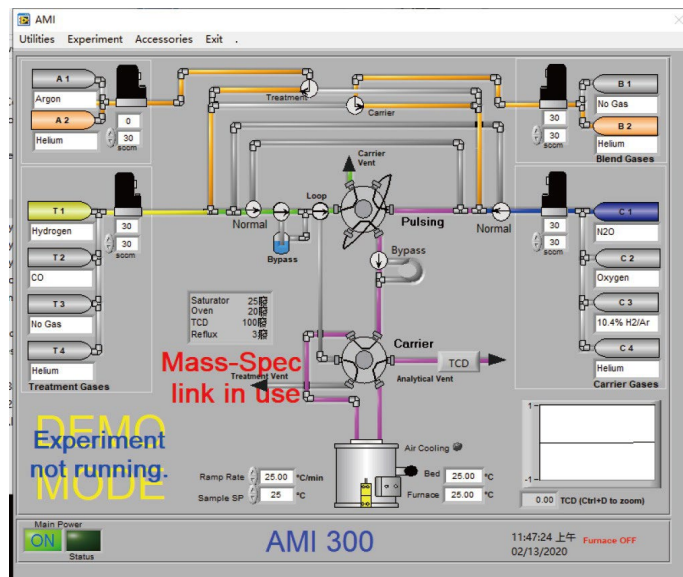 AMI
Utilities Experiment Accessories Exit .
A 1
Argon
A 2
Helium
0
30
sccm
Treatment
Carrier
30
30
sccm
B 1
No Gas
B 2
Helium
Blend Gases
Carrier
Vent
T 1
Hydrogen
T 2
CO
T 3
No Gas
T 4
Helium
Treatment Gases
30
30
sccm
Normal
Loop
Bypass
Pulsing
Bypass
Normal
30
30
sccm
C 1
N2O
C 2
Oxygen
C 3
10.4% H2/Ar
C 4
Helium
Carrier Gases
Saturator 25
Oven 20
TCD 100
Reflux 3
Mass-Spec
link in use
Treatment Vent
Carrier
TCD
Analytical Vent
DEMO
MODE
Experiment
not running.
Ramp Rate 25.00 °C/min
Sample SP 25 °C
Air Cooling
Bed 25.00 °C
Furnace 25.00 °C
1-
-1-
0.00 TCD (Ctrl+D to zoom)
Main Power
ON
Status
AMI 300
11:47:24 上午
02/13/2020
Furnace OFF